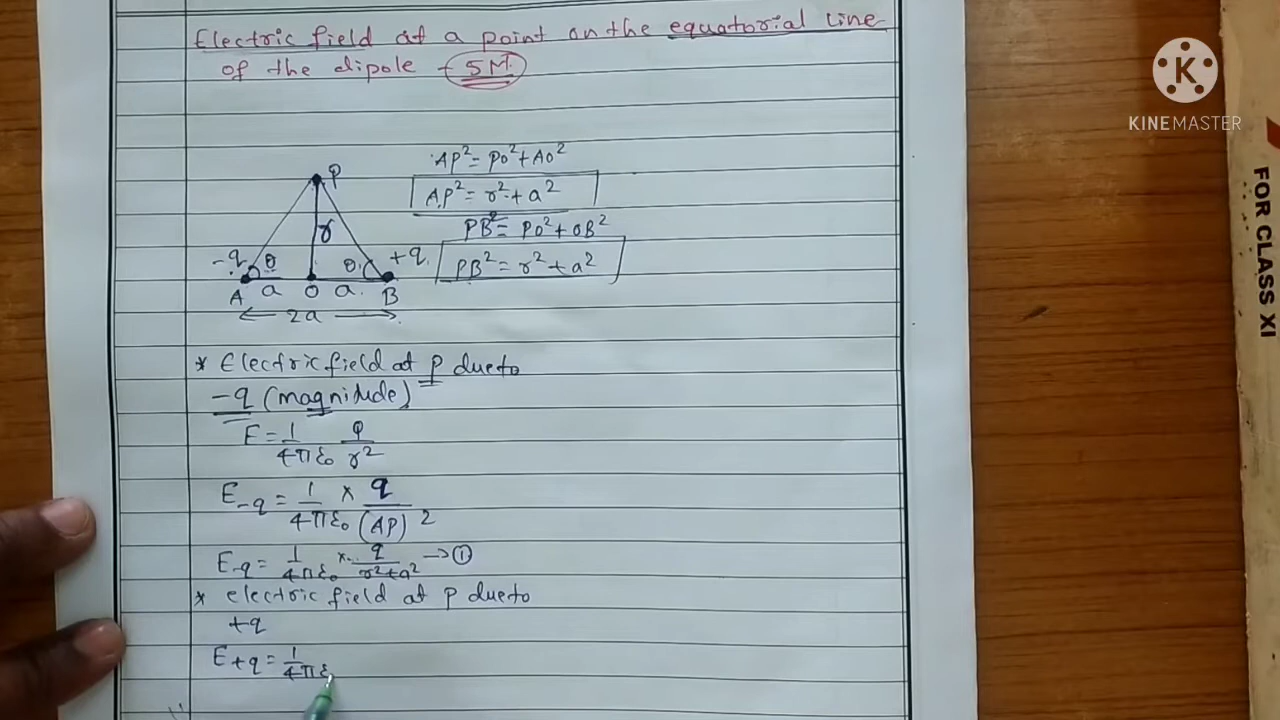 Electric field at a point on the equatorial line
of the dipole - 5M
K
KINEMASTER
FOR CLASS XI
P
AP² = PO² + AO²
AP² = r² + a²
PB² = PO² + OB²
PB² = r² + a²
r
-q θ θ +q
A a O a B
2a
* Electric field at P due to
-q (magnitude)
E = 1/4πε₀ q/r²
E-q = 1/4πε₀ × q/(AP)²
E-q = 1/4πε₀ × q/r²+a² → ①
* electric field at P due to
+q
E+q = 1/4πε